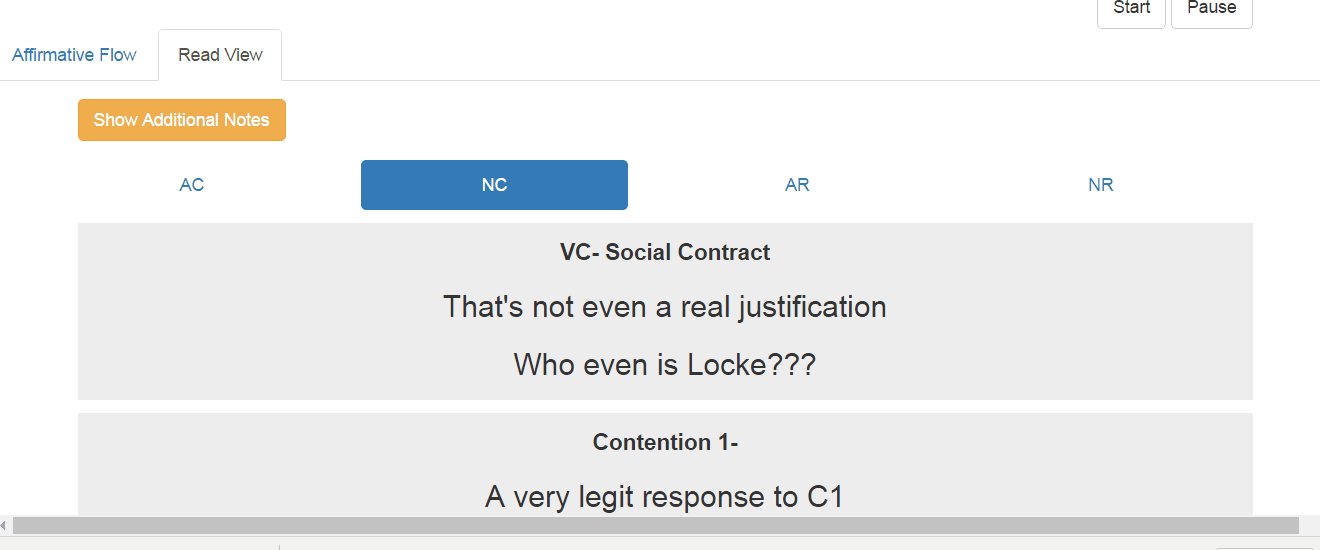 Start Pause
Affirmative Flow Read View
Show Additional Notes
AC NC AR NR
VC- Social Contract
That's not even a real justification
Who even is Locke???
Contention 1-
A very legit response to C1